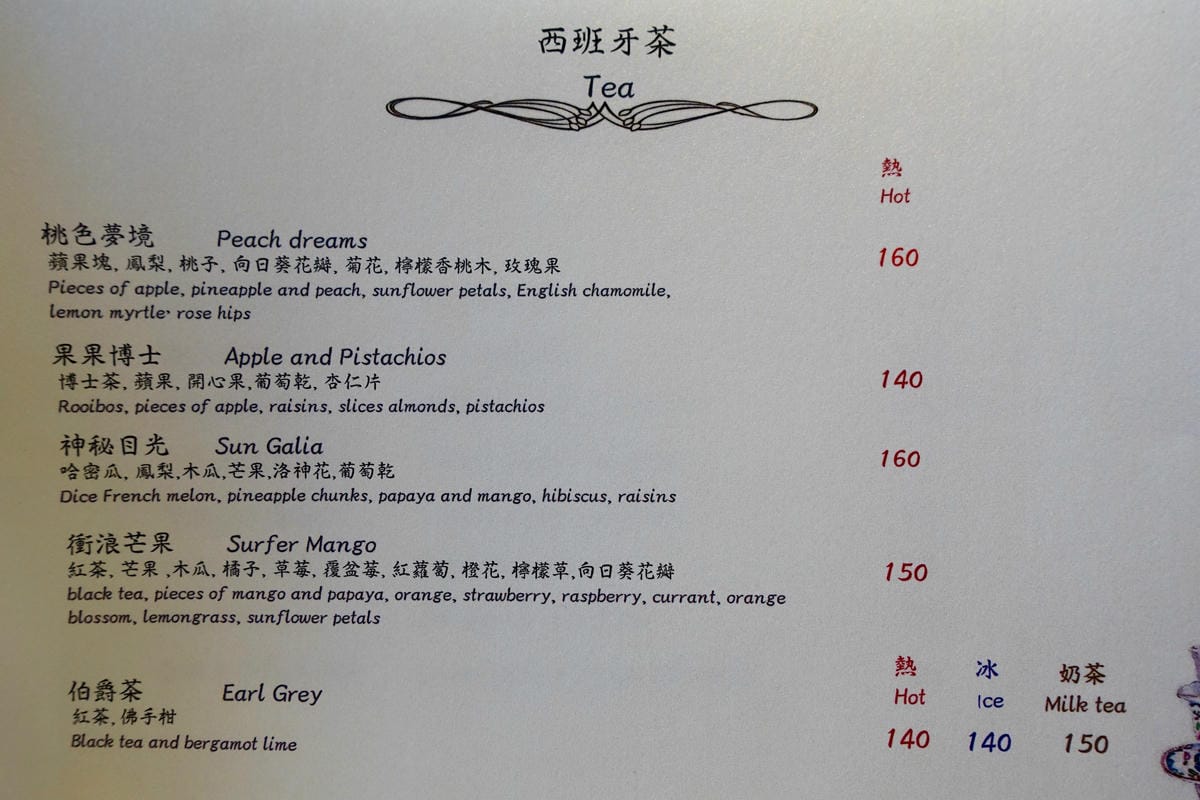 西班牙茶
Tea
熱
Hot
桃色夢境 Peach dreams
蘋果塊, 鳳梨, 桃子, 向日葵花瓣, 菊花, 檸檬香桃木, 玫瑰果 160
Pieces of apple, pineapple and peach, sunflower petals, English chamomile,
lemon myrtle, rose hips
果果博士 Apple and Pistachios
博士茶, 蘋果, 開心果,葡萄乾, 杏仁片 140
Rooibos, pieces of apple, raisins, slices almonds, pistachios
神秘目光 Sun Galia
哈密瓜, 鳳梨,木瓜,芒果,洛神花,葡萄乾 160
Dice French melon, pineapple chunks, papaya and mango, hibiscus, raisins
衝浪芒果 Surfer Mango
紅茶, 芒果 ,木瓜, 橘子, 草莓, 覆盆莓, 紅蘿蔔, 橙花, 檸檬草,向日葵花瓣 150
black tea, pieces of mango and papaya, orange, strawberry, raspberry, currant, orange
blossom, lemongrass, sunflower petals
熱 冰 奶茶
伯爵茶 Earl Grey Hot Ice Milk tea
紅茶,佛手柑
Black tea and bergamot lime 140 140 150